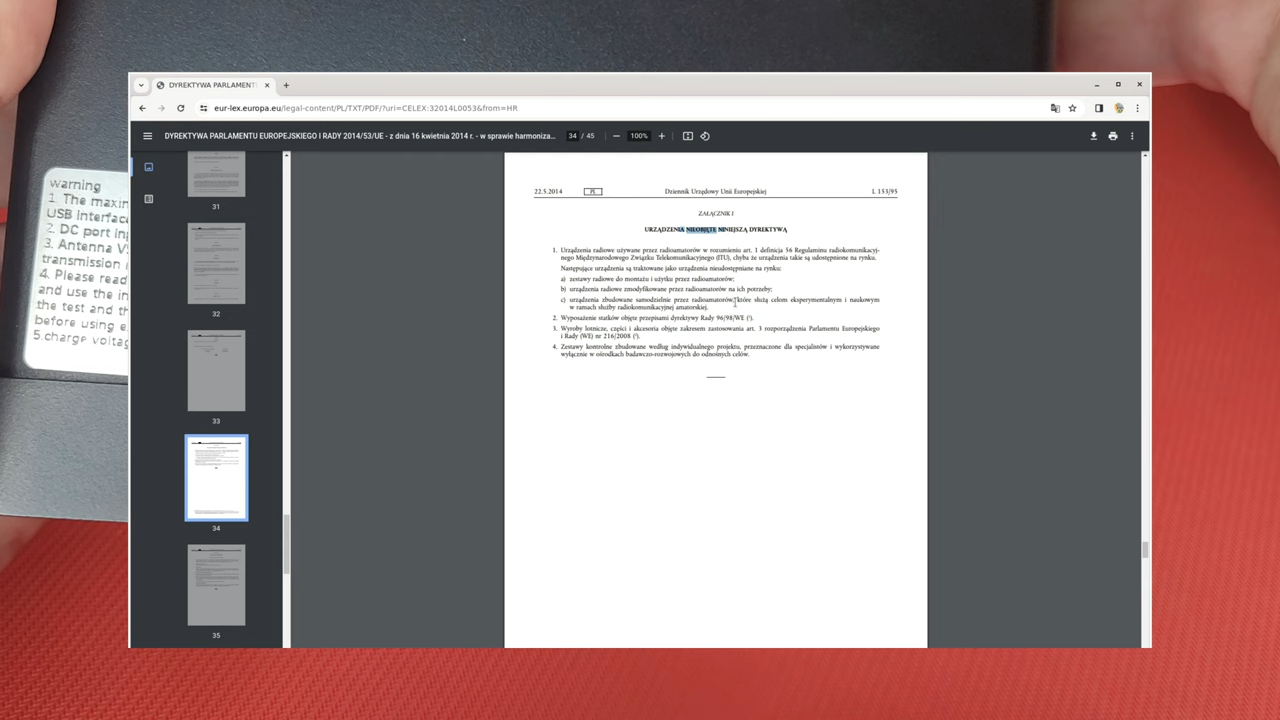 DYREKTYWA PARLAMENT
eur-lex.europa.eu/legal-content/PL/TXT/PDF/?uri=CELEX:32014L0053&from=HR
DYREKTYWA PARLAMENTU EUROPEJSKIEGO I RADY 2014/53/UE - z dnia 16 kwietnia 2014 r. - w sprawie harmoniza...
34 / 45
100%
31
32
33
34
35
22.5.2014 PL Dziennik Urzędowy Unii Europejskiej L 153/95
ZAŁĄCZNIK I
URZĄDZENIA NIEOBJĘTE NINIEJSZĄ DYREKTYWĄ
1. Urządzenia radiowe używane przez radioamatorów w rozumieniu art. 1 definicja 56 Regulaminu radiokomunikacyj-
nego Międzynarodowego Związku Telekomunikacyjnego (ITU), chyba że urządzenia takie są udostępnione na rynku.
Następujące urządzenia są traktowane jako urządzenia nieudostępniane na rynku:
a) zestawy radiowe do montażu i użytku przez radioamatorów;
b) urządzenia radiowe zmodyfikowane przez radioamatorów na ich potrzeby;
c) urządzenia zbudowane samodzielnie przez radioamatorów, które służą celom eksperymentalnym i naukowym
w ramach służby radiokomunikacyjnej amatorskiej.
2. Wyposażenie statków objęte przepisami dyrektywy Rady 96/98/WE (¹).
3. Wyroby lotnicze, części i akcesoria objęte zakresem zastosowania art. 3 rozporządzenia Parlamentu Europejskiego
i Rady (WE) nr 216/2008 (²).
4. Zestawy kontrolne zbudowane według indywidualnego projektu, przeznaczone dla specjalistów i wykorzystywane
wyłącznie w ośrodkach badawczo-rozwojowych do odnośnych celów.
warning
1. The maxim
USB interface
2. DC port in
3. Antenna V
transmission
4. Please read
and use the in
the test and th
before using e
5.charge voltag